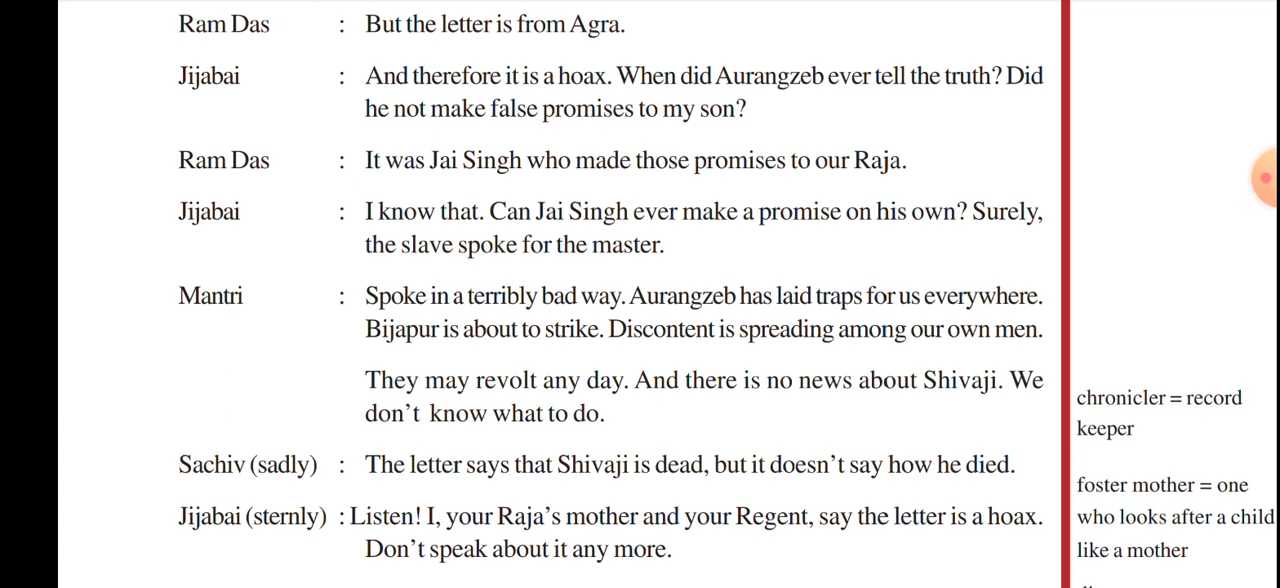 Ram Das : But the letter is from Agra.
Jijabai : And therefore it is a hoax. When did Aurangzeb ever tell the truth? Did
he not make false promises to my son?
Ram Das : It was Jai Singh who made those promises to our Raja.
Jijabai : I know that. Can Jai Singh ever make a promise on his own? Surely,
the slave spoke for the master.
Mantri : Spoke in a terribly bad way. Aurangzeb has laid traps for us everywhere.
Bijapur is about to strike. Discontent is spreading among our own men.
They may revolt any day. And there is no news about Shivaji. We
don’t know what to do.
Sachiv (sadly) : The letter says that Shivaji is dead, but it doesn’t say how he died.
Jijabai (sternly) : Listen! I, your Raja’s mother and your Regent, say the letter is a hoax.
Don’t speak about it any more.
chronicler = record
keeper
foster mother = one
who looks after a child
like a mother